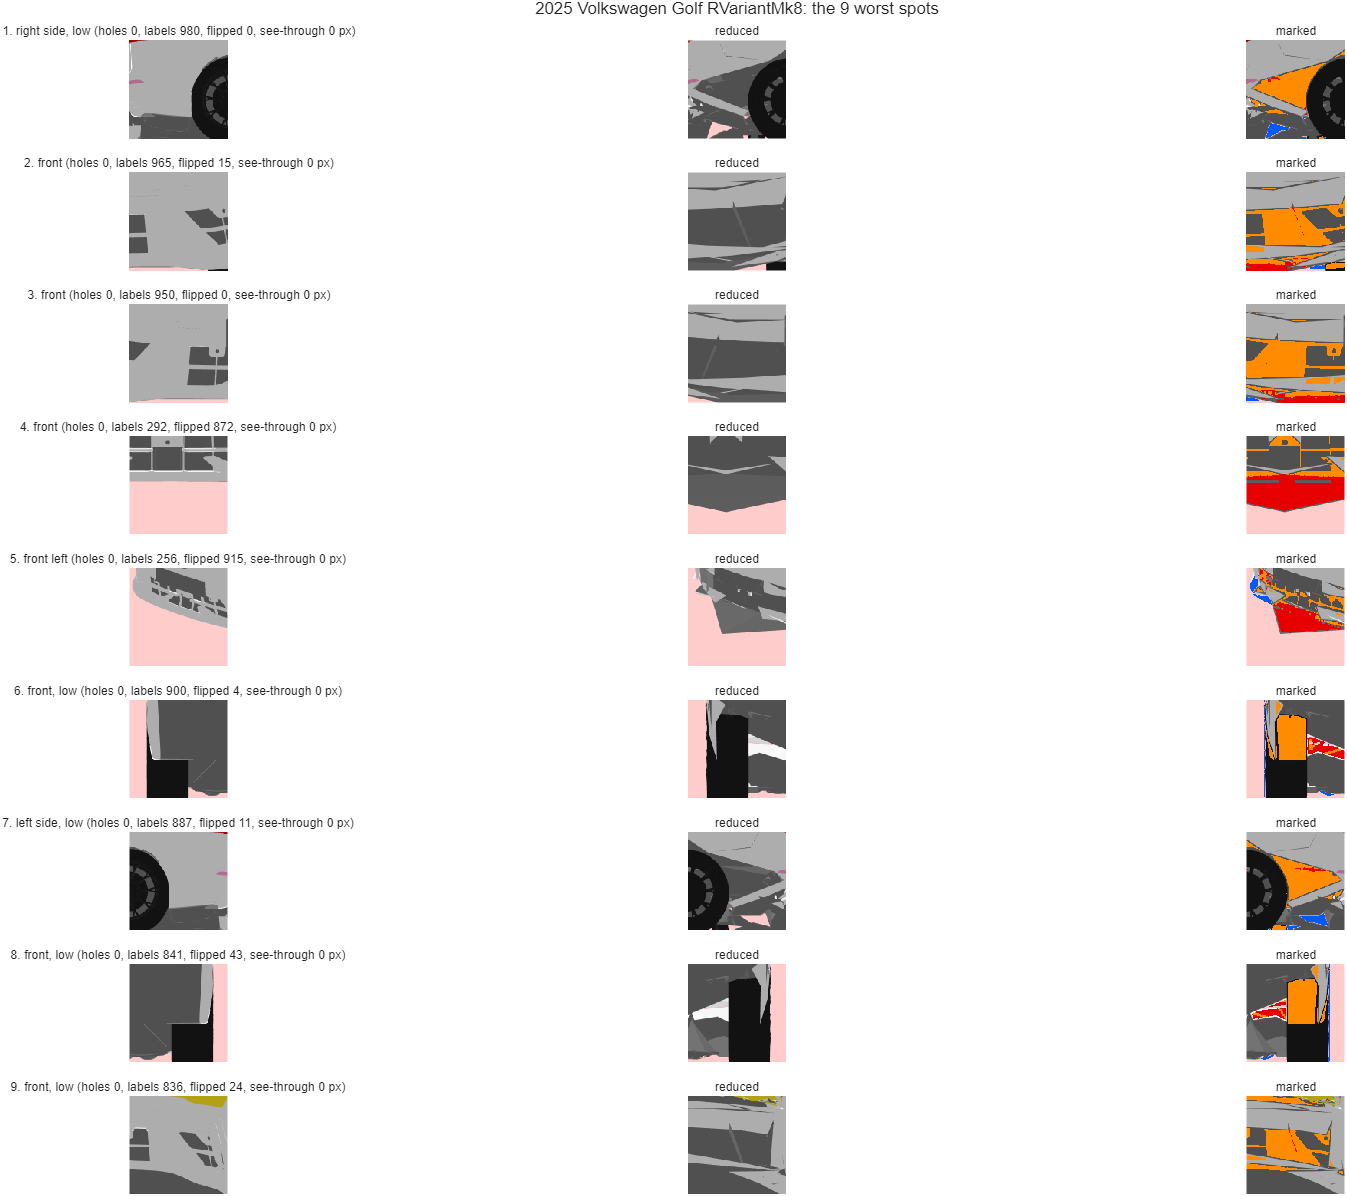 2025 Volkswagen Golf RVariantMk8: the 9 worst spots
1. right side, low (holes 0, labels 980, flipped 0, see-through 0 px)
reduced
marked
2. front (holes 0, labels 965, flipped 15, see-through 0 px)
reduced
marked
3. front (holes 0, labels 950, flipped 0, see-through 0 px)
reduced
marked
4. front (holes 0, labels 292, flipped 872, see-through 0 px)
reduced
marked
5. front left (holes 0, labels 256, flipped 915, see-through 0 px)
reduced
marked
6. front, low (holes 0, labels 900, flipped 4, see-through 0 px)
reduced
marked
7. left side, low (holes 0, labels 887, flipped 11, see-through 0 px)
reduced
marked
8. front, low (holes 0, labels 841, flipped 43, see-through 0 px)
reduced
marked
9. front, low (holes 0, labels 836, flipped 24, see-through 0 px)
reduced
marked